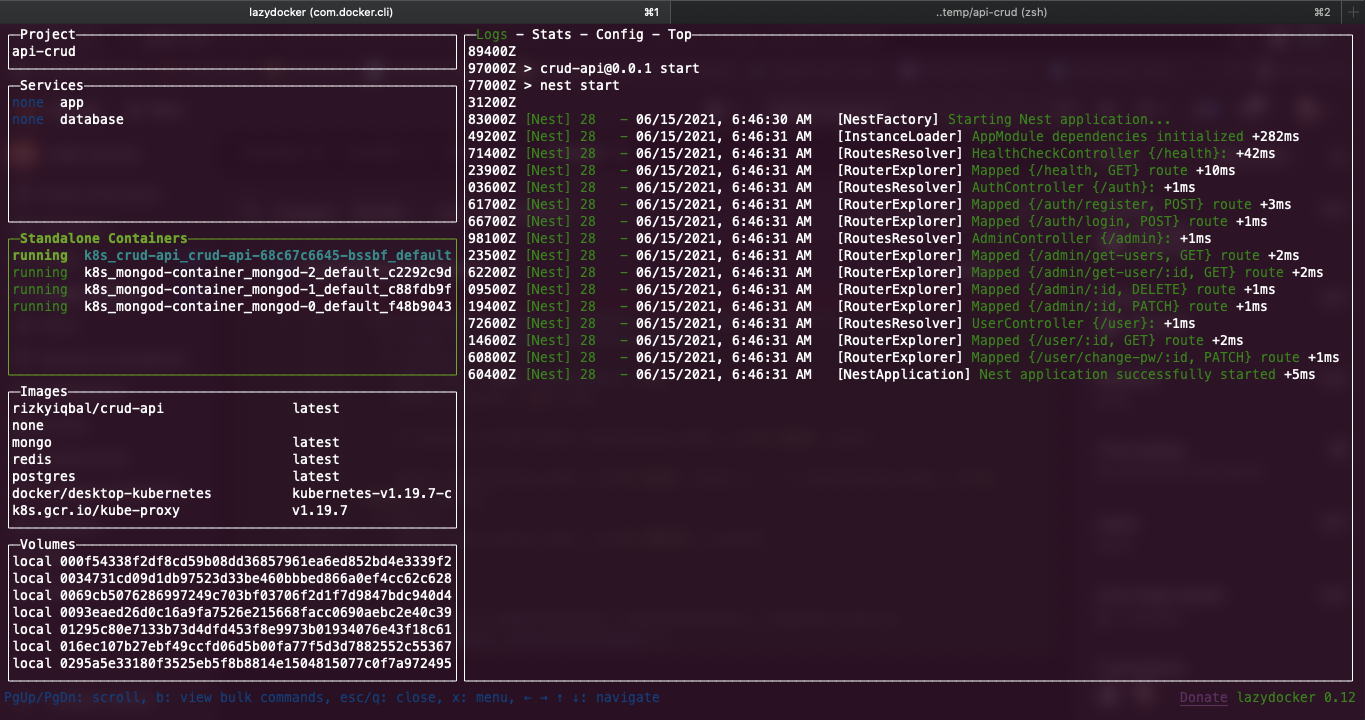 lazydocker (com.docker.cli) ⌘1 ..temp/api-crud (zsh) ⌘2
Project
api-crud
Services
none app
none database
Standalone Containers
running k8s_crud-api_crud-api-68c67c6645-bssbf_default
running k8s_mongod-container_mongod-2_default_c2292c9d
running k8s_mongod-container_mongod-1_default_c88fdb9f
running k8s_mongod-container_mongod-0_default_f48b9043
Images
rizkyiqbal/crud-api latest
none
mongo latest
redis latest
postgres latest
docker/desktop-kubernetes kubernetes-v1.19.7-c
k8s.gcr.io/kube-proxy v1.19.7
Volumes
local 000f54338f2df8cd59b08dd36857961ea6ed852bd4e3339f2
local 0034731cd09d1db97523d33be460bbbed866a0ef4cc62c628
local 0069cb5076286997249c703bf03706f2d1f7d9847bdc940d4
local 0093eaed26d0c16a9fa7526e215668facc0690aebc2e40c39
local 01295c80e7133b73d4dfd453f8e9973b01934076e43f18c61
local 016ec107b27ebf49ccfd06d5b00fa77f5d3d7882552c55367
local 0295a5e33180f3525eb5f8b8814e1504815077c0f7a972495
Logs - Stats - Config - Top
89400Z
97000Z > crud-api@0.0.1 start
77000Z > nest start
31200Z
83000Z [Nest] 28 - 06/15/2021, 6:46:30 AM [NestFactory] Starting Nest application...
49200Z [Nest] 28 - 06/15/2021, 6:46:31 AM [InstanceLoader] AppModule dependencies initialized +282ms
71400Z [Nest] 28 - 06/15/2021, 6:46:31 AM [RoutesResolver] HealthCheckController {/health}: +42ms
23900Z [Nest] 28 - 06/15/2021, 6:46:31 AM [RouterExplorer] Mapped {/health, GET} route +10ms
03600Z [Nest] 28 - 06/15/2021, 6:46:31 AM [RoutesResolver] AuthController {/auth}: +1ms
61700Z [Nest] 28 - 06/15/2021, 6:46:31 AM [RouterExplorer] Mapped {/auth/register, POST} route +3ms
66700Z [Nest] 28 - 06/15/2021, 6:46:31 AM [RouterExplorer] Mapped {/auth/login, POST} route +1ms
98100Z [Nest] 28 - 06/15/2021, 6:46:31 AM [RoutesResolver] AdminController {/admin}: +1ms
23500Z [Nest] 28 - 06/15/2021, 6:46:31 AM [RouterExplorer] Mapped {/admin/get-users, GET} route +2ms
62200Z [Nest] 28 - 06/15/2021, 6:46:31 AM [RouterExplorer] Mapped {/admin/get-user/:id, GET} route +2ms
09500Z [Nest] 28 - 06/15/2021, 6:46:31 AM [RouterExplorer] Mapped {/admin/:id, DELETE} route +1ms
19400Z [Nest] 28 - 06/15/2021, 6:46:31 AM [RouterExplorer] Mapped {/admin/:id, PATCH} route +1ms
72600Z [Nest] 28 - 06/15/2021, 6:46:31 AM [RoutesResolver] UserController {/user}: +1ms
14600Z [Nest] 28 - 06/15/2021, 6:46:31 AM [RouterExplorer] Mapped {/user/:id, GET} route +2ms
60800Z [Nest] 28 - 06/15/2021, 6:46:31 AM [RouterExplorer] Mapped {/user/change-pw/:id, PATCH} route +1ms
60400Z [Nest] 28 - 06/15/2021, 6:46:31 AM [NestApplication] Nest application successfully started +5ms
PgUp/PgDn: scroll, b: view bulk commands, esc/q: close, x: menu, ← → ↑ ↓: navigate Donate lazydocker 0.12